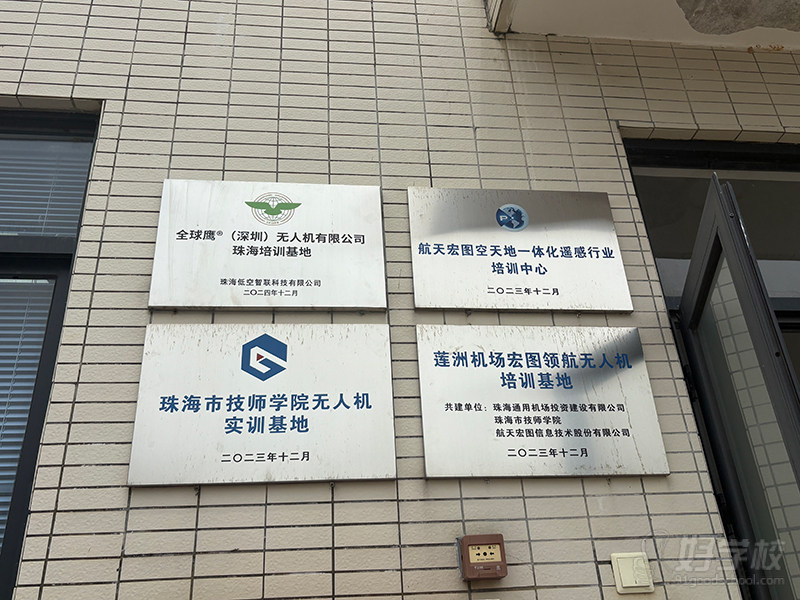 全球鹰®（深圳）无人机有限公司
珠海培训基地
珠海低空智联科技有限公司
二〇二四年十二月
航天宏图空天地一体化遥感行业
培训中心
二〇二三年十二月
珠海市技师学院无人机
实训基地
二〇二三年十二月
莲洲机场宏图领航无人机
培训基地
共建单位：珠海通用机场投资建设有限公司
珠海市技师学院
航天宏图信息技术股份有限公司
二〇二三年十二月
好学校
91goodschool.com